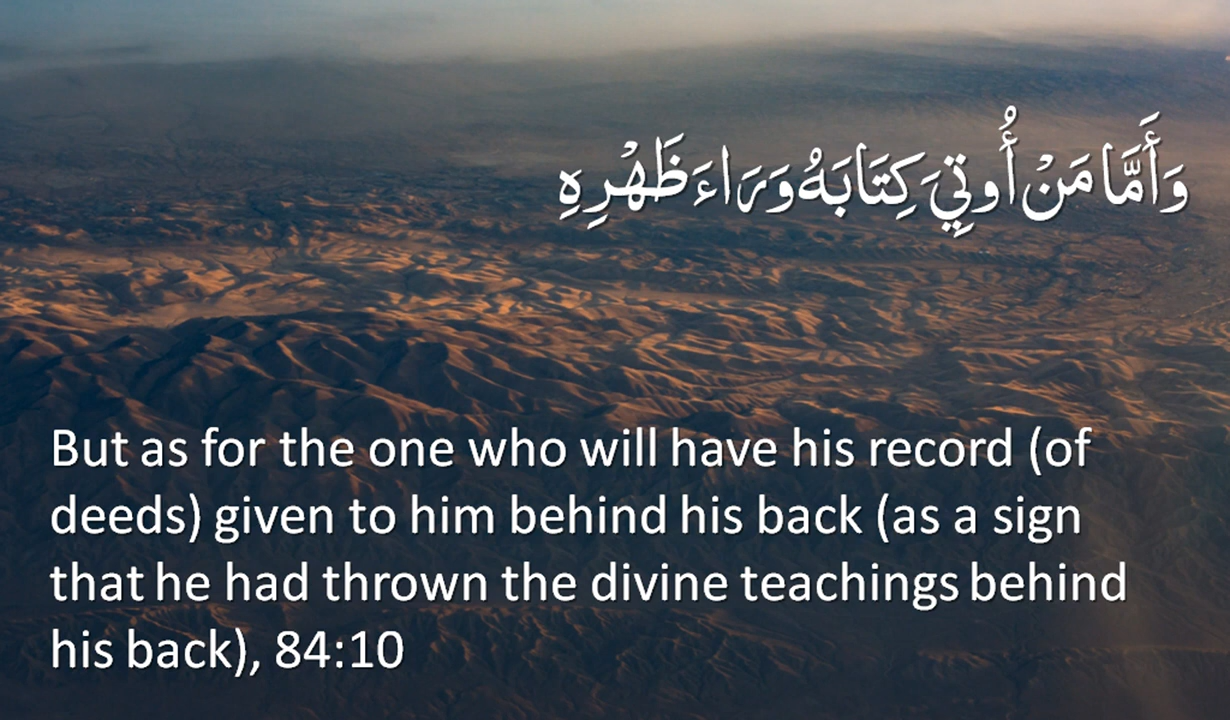 وَأَمَّا مَنْ أُوتِيَ كِتَابَهُ وَرَاءَ ظَهْرِهِ
But as for the one who will have his record (of
deeds) given to him behind his back (as a sign
that he had thrown the divine teachings behind
his back), 84:10